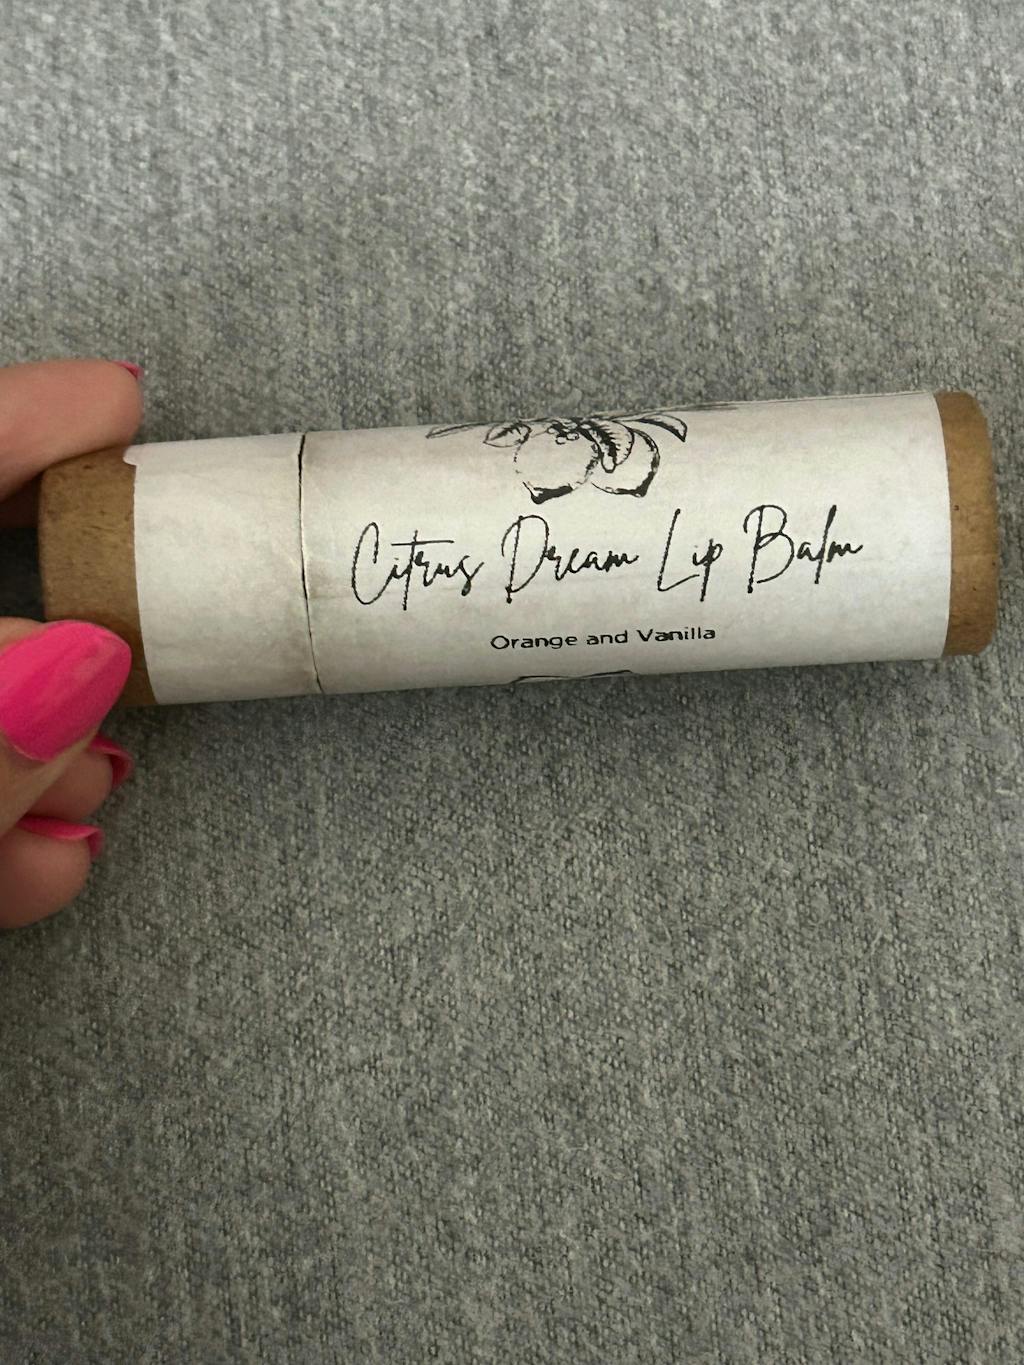 Citrus Dream Lip Balm
Orange and Vanilla